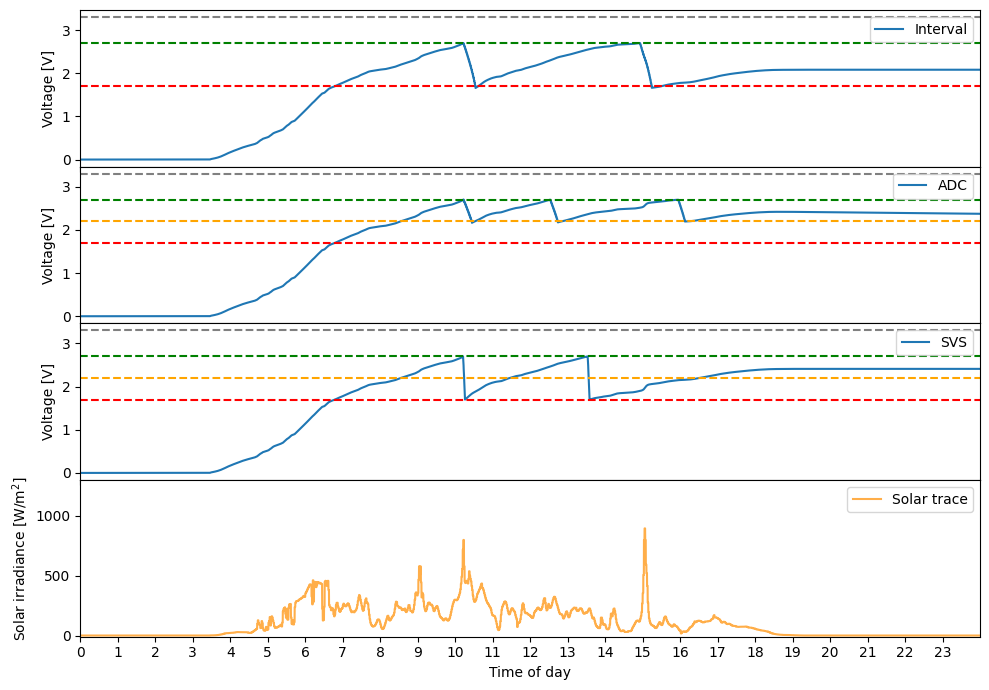 Voltage [V]
3
2
1
0
Interval
Voltage [V]
3
2
1
0
ADC
Voltage [V]
3
2
1
0
SVS
Solar irradiance [W/m²]
1000
500
0
Solar trace
0 1 2 3 4 5 6 7 8 9 10 11 12 13 14 15 16 17 18 19 20 21 22 23
Time of day